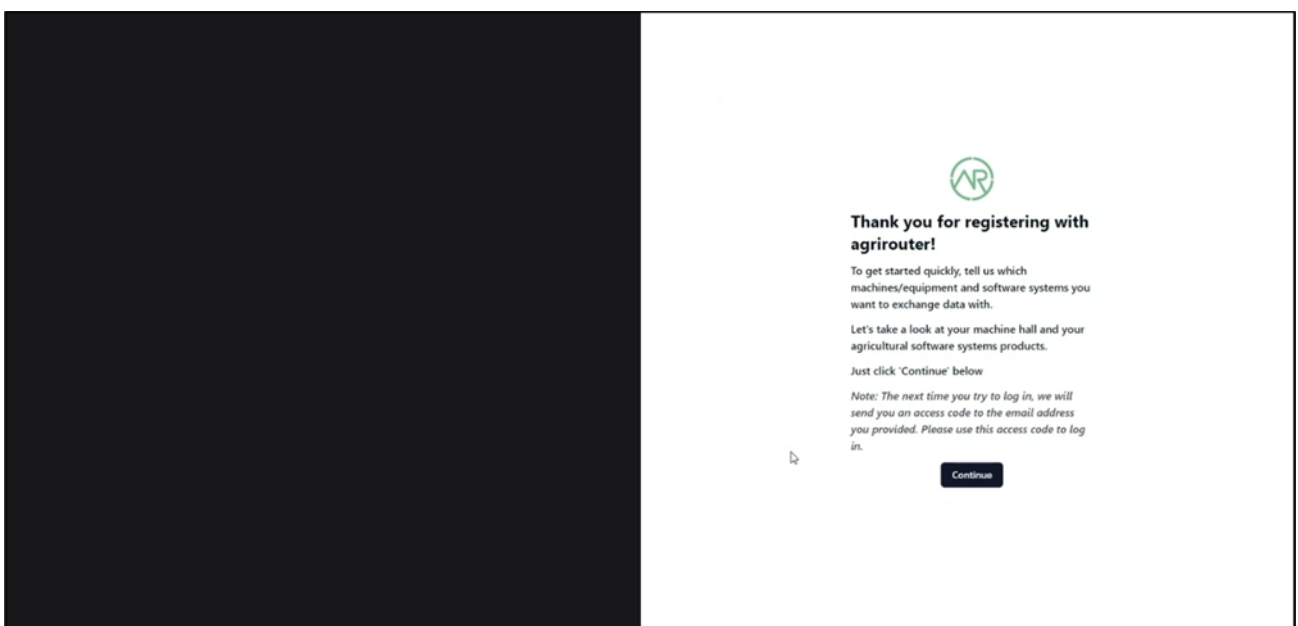 AR
Thank you for registering with
agrirouter!
To get started quickly, tell us which
machines/equipment and software systems you
want to exchange data with.
Let's take a look at your machine hall and your
agricultural software systems products.
Just click 'Continue' below
Note: The next time you try to log in, we will
send you an access code to the email address
you provided. Please use this access code to log
in.
Continue